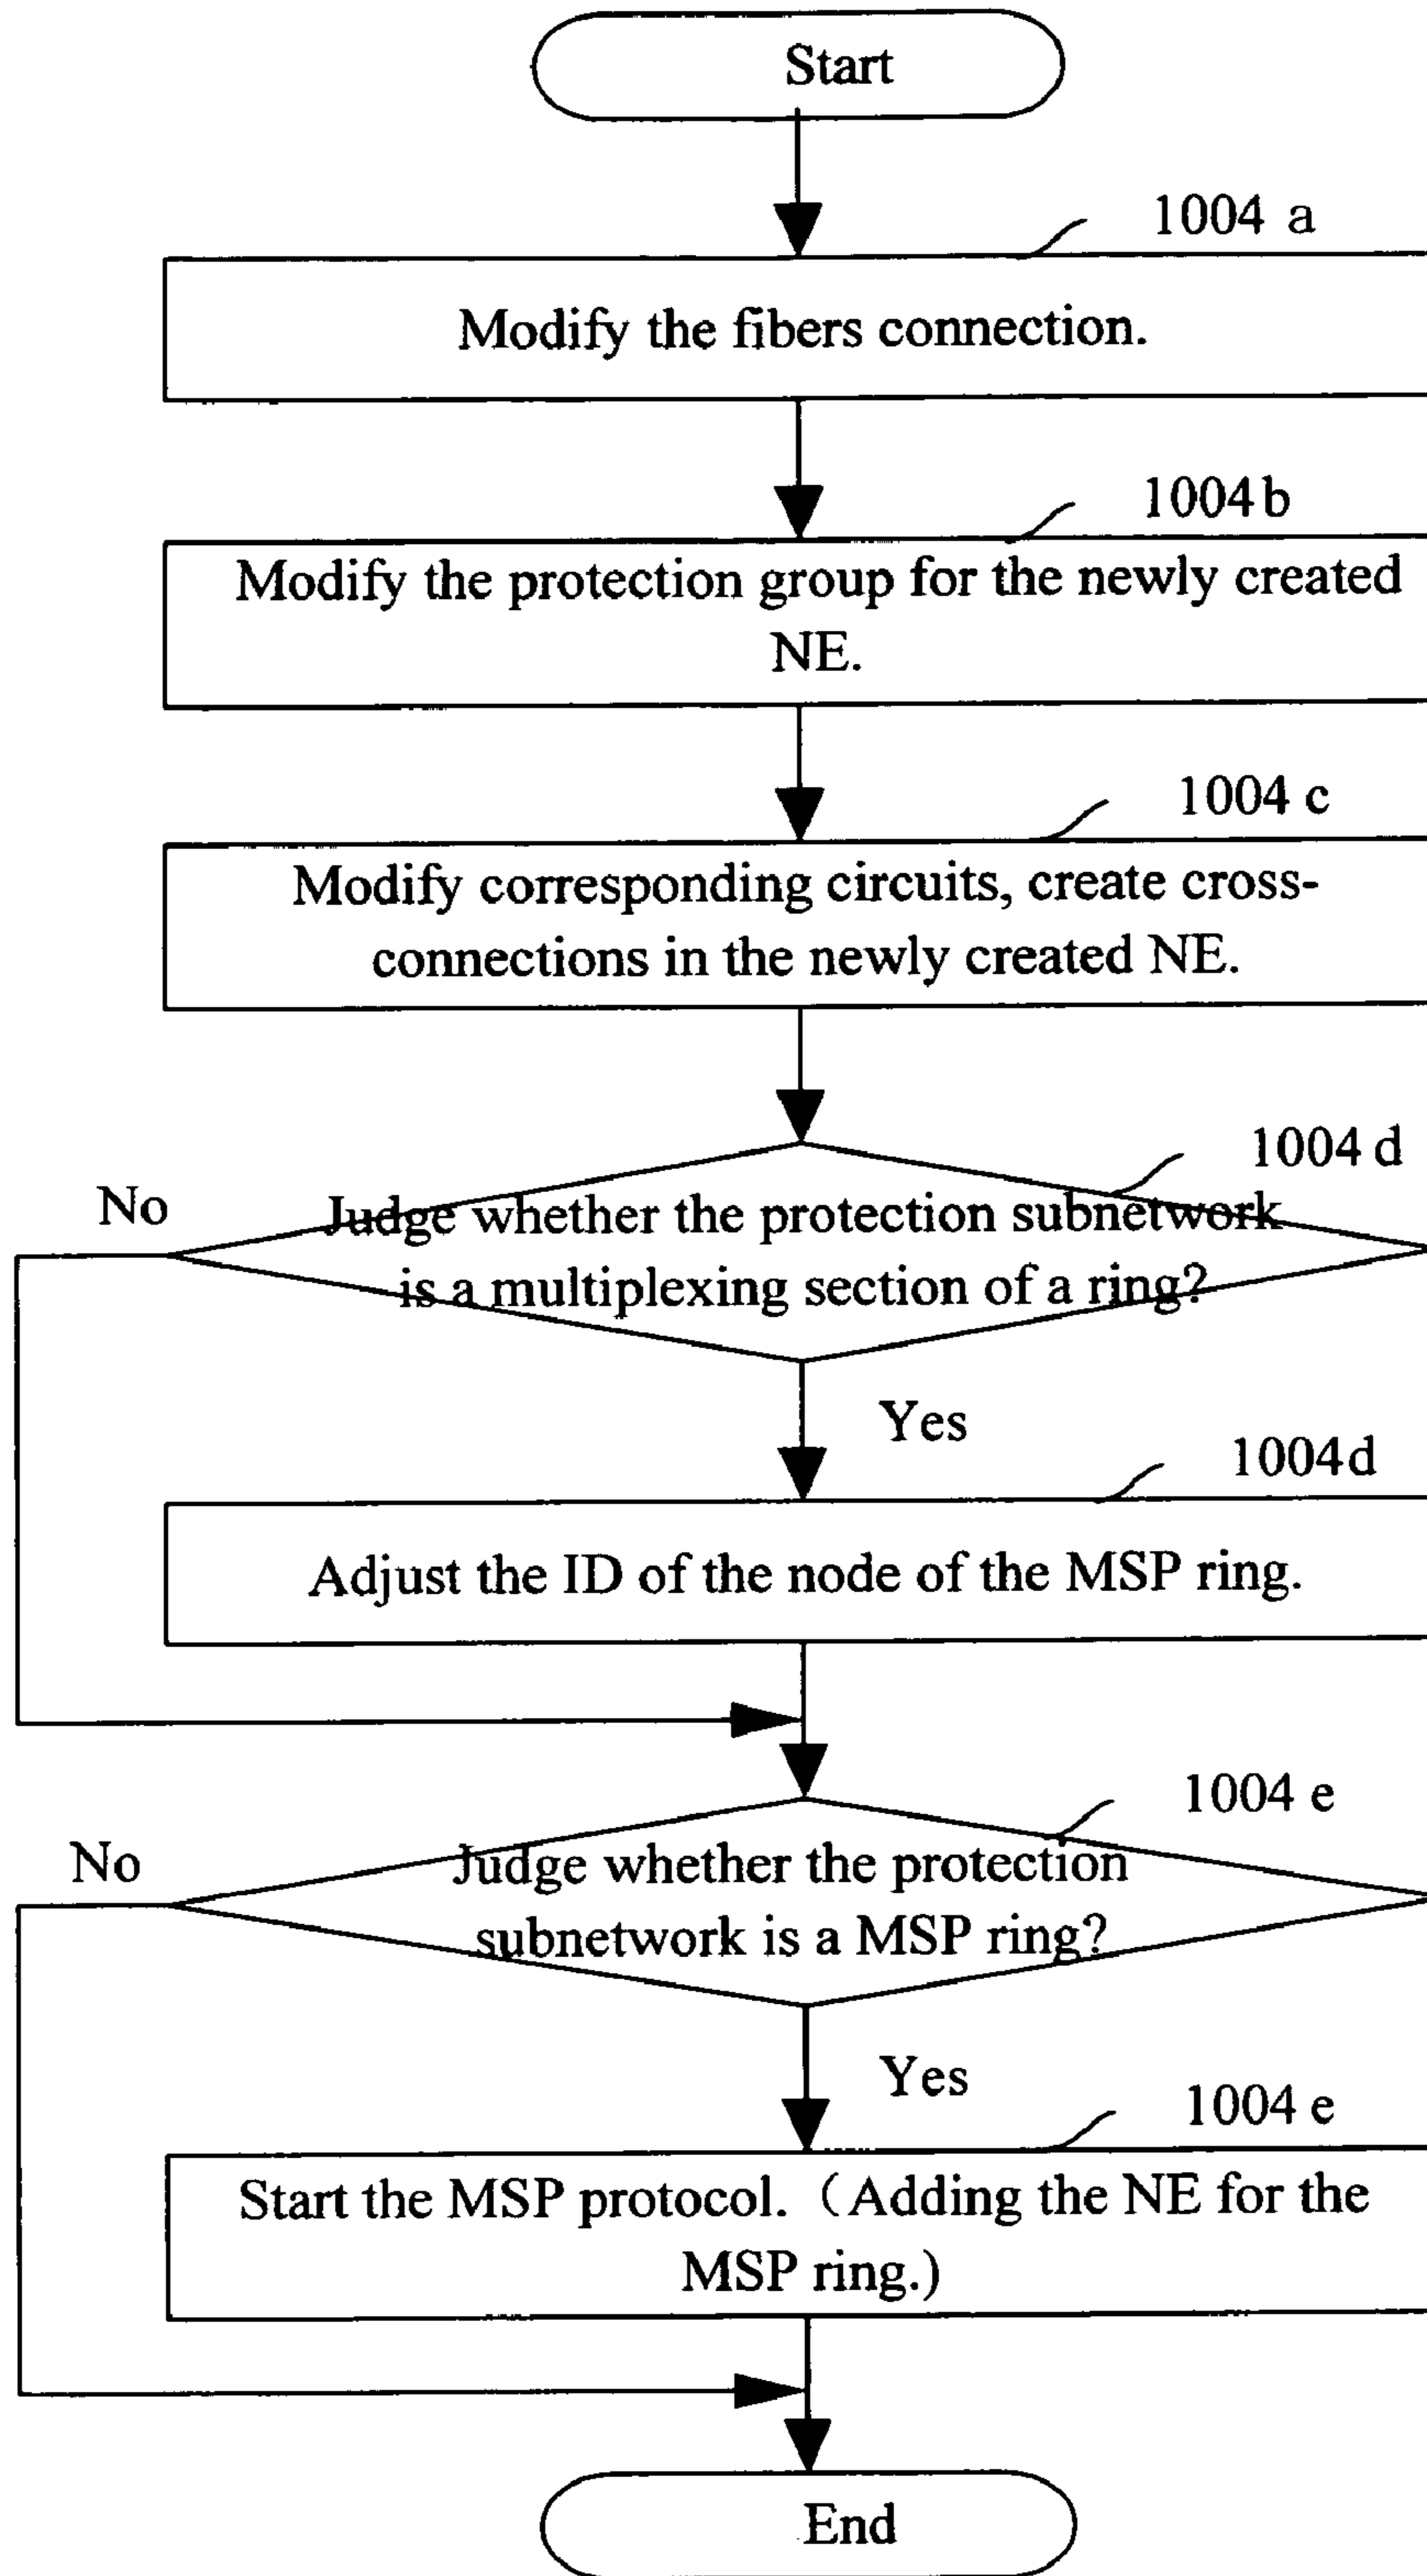 Start
1004 a
Modify the fibers connection.
1004b
Modify the protection group for the newly created
NE.
1004 c
Modify corresponding circuits, create cross-
connections in the newly created NE.
1004 d
No
Judge whether the protection subnetwork
is a multiplexing section of a ring?
Yes
1004d
Adjust the ID of the node of the MSP ring.
1004 e
No
Judge whether the protection
subnetwork is a MSP ring?
Yes
1004 e
Start the MSP protocol.（Adding the NE for the
MSP ring.)
End